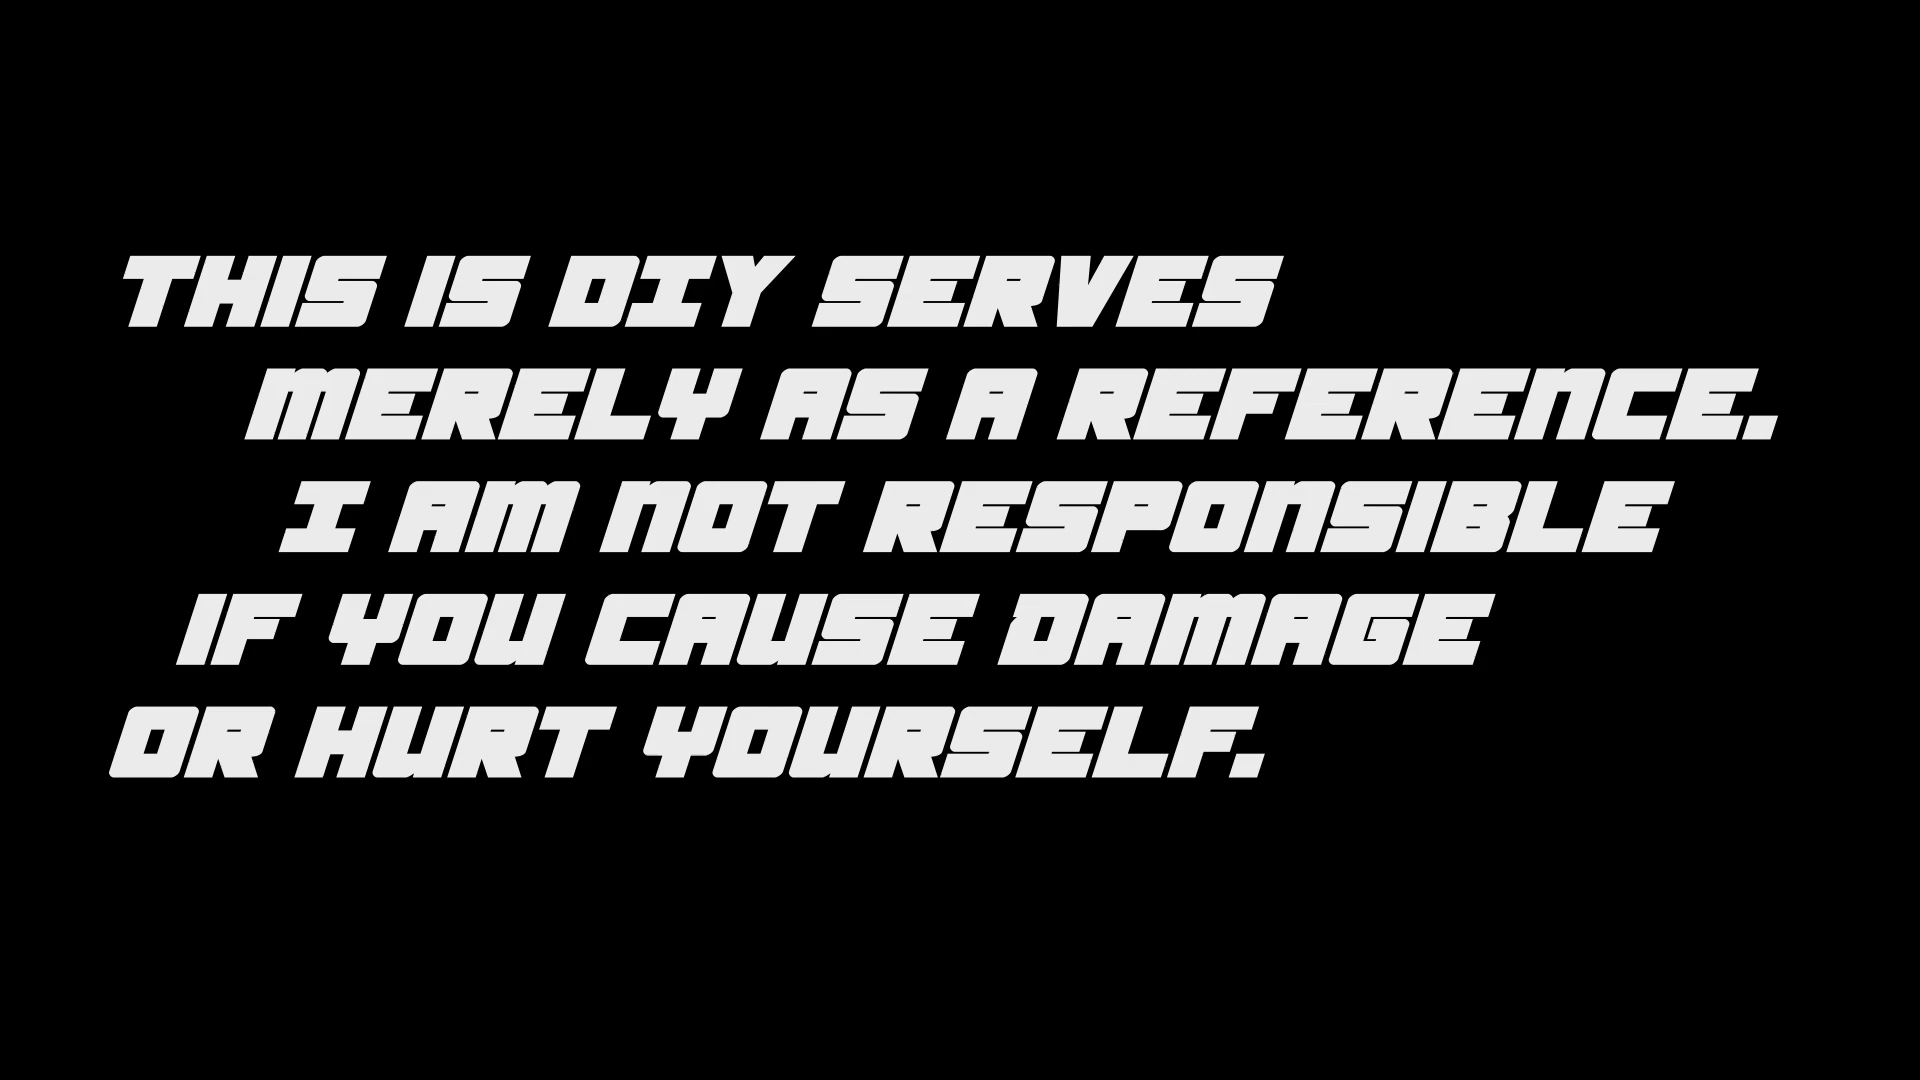 THIS IS DIY SERVES
MERELY AS A REFERENCE.
I AM NOT RESPONSIBLE
IF YOU CAUSE DAMAGE
OR HURT YOURSELF.